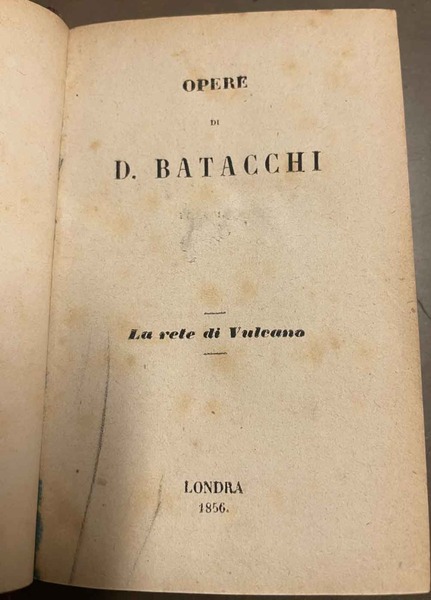 OPERE
DI
D. BATACCHI
La rete di Vulcano
LONDRA
1856.